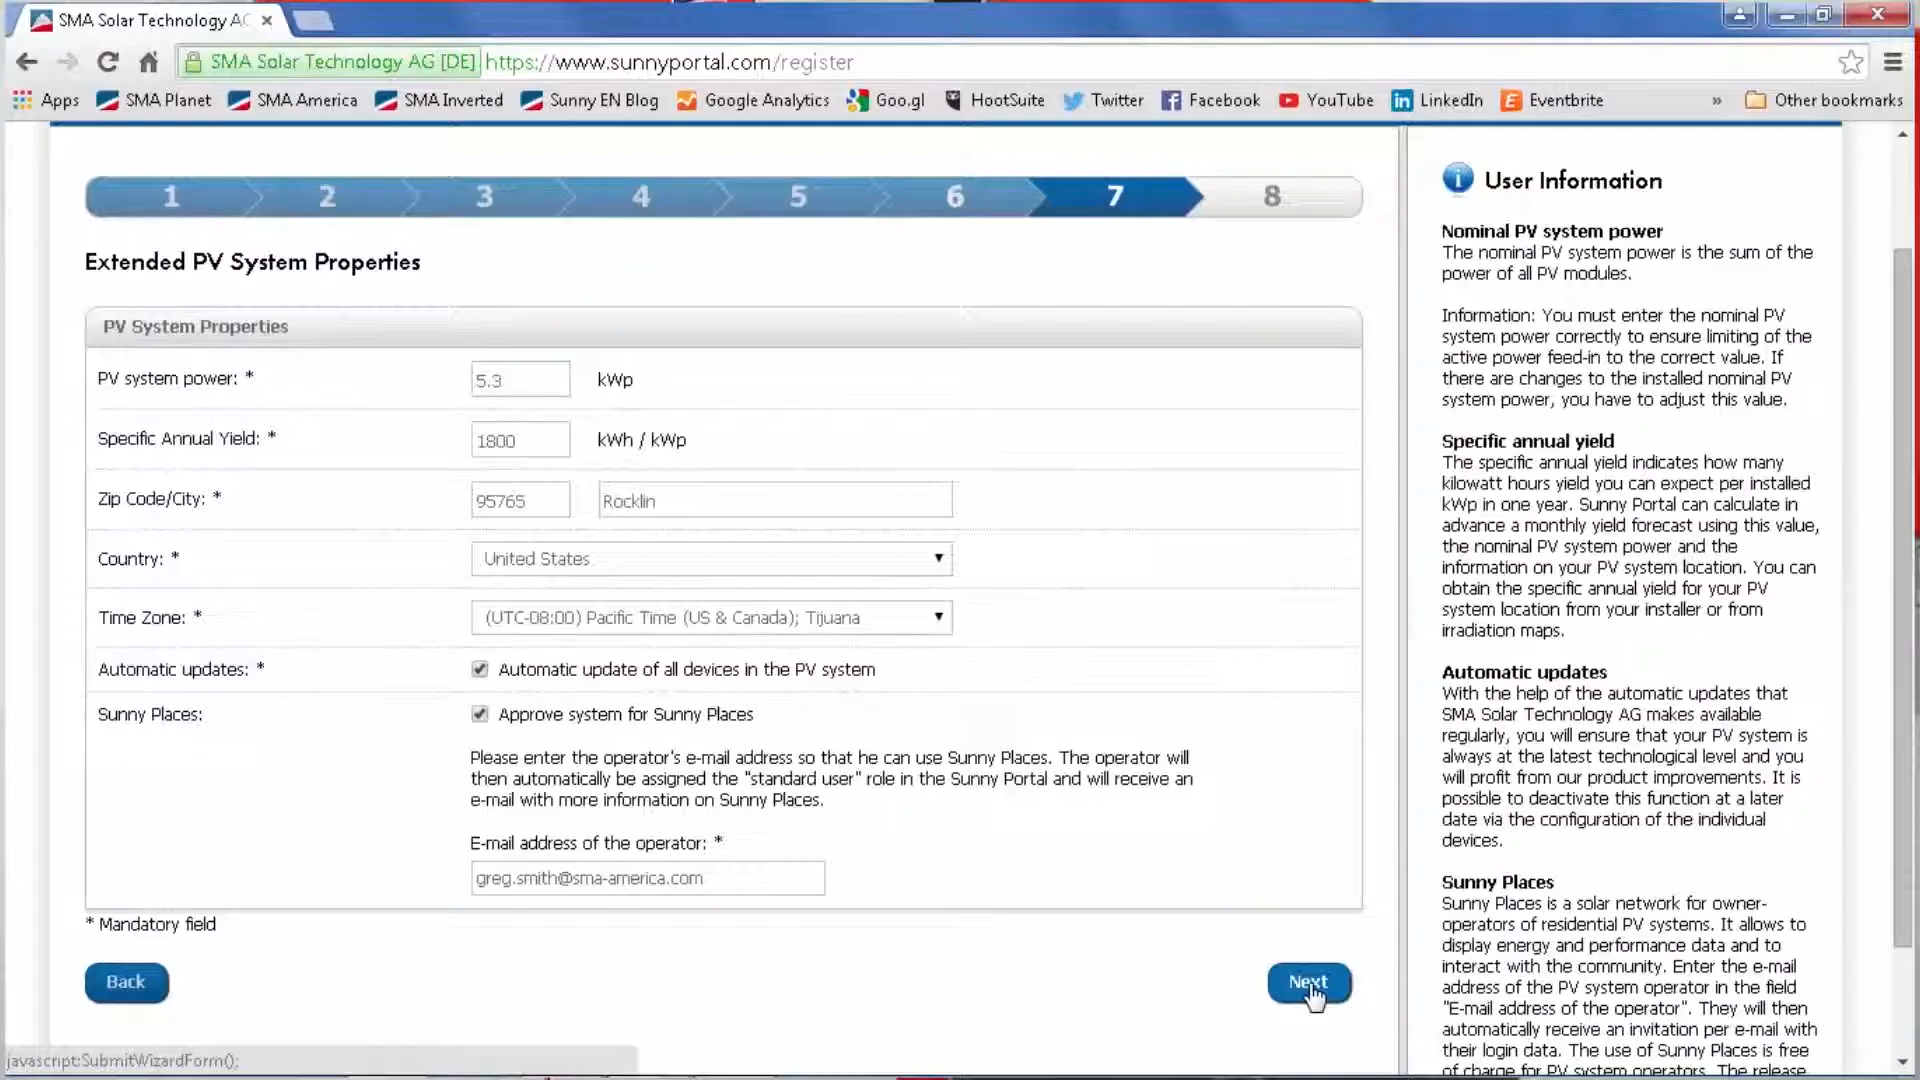 SMA Solar Technology AG
SMA Solar Technology AG [DE] https://www.sunnyportal.com/register
Apps SMA Planet SMA America SMA Inverted Sunny EN Blog Google Analytics Goo.gl HootSuite Twitter Facebook YouTube LinkedIn Eventbrite » Other bookmarks
1 2 3 4 5 6 7 8
Extended PV System Properties
PV System Properties
PV system power: * 5.3 kWp
Specific Annual Yield: * 1800 kWh / kWp
Zip Code/City: * 95765 Rocklin
Country: * United States
Time Zone: * (UTC-08:00) Pacific Time (US & Canada); Tijuana
Automatic updates: * Automatic update of all devices in the PV system
Sunny Places: Approve system for Sunny Places
Please enter the operator's e-mail address so that he can use Sunny Places. The operator will
then automatically be assigned the "standard user" role in the Sunny Portal and will receive an
e-mail with more information on Sunny Places.
E-mail address of the operator: *
greg.smith@sma-america.com
* Mandatory field
Back Next
javascript:SubmitWizardForm();
User Information
Nominal PV system power
The nominal PV system power is the sum of the
power of all PV modules.
Information: You must enter the nominal PV
system power correctly to ensure limiting of the
active power feed-in to the correct value. If
there are changes to the installed nominal PV
system power, you have to adjust this value.
Specific annual yield
The specific annual yield indicates how many
kilowatt hours yield you can expect per installed
kWp in one year. Sunny Portal can calculate in
advance a monthly yield forecast using this value,
the nominal PV system power and the
information on your PV system location. You can
obtain the specific annual yield for your PV
system location from your installer or from
irradiation maps.
Automatic updates
With the help of the automatic updates that
SMA Solar Technology AG makes available
regularly, you will ensure that your PV system is
always at the latest technological level and you
will profit from our product improvements. It is
possible to deactivate this function at a later
date via the configuration of the individual
devices.
Sunny Places
Sunny Places is a solar network for owner-
operators of residential PV systems. It allows to
display energy and performance data and to
interact with the community. Enter the e-mail
address of the PV system operator in the field
"E-mail address of the operator". They will then
automatically receive an invitation per e-mail with
their login data. The use of Sunny Places is free
of charge for PV system operators. The release